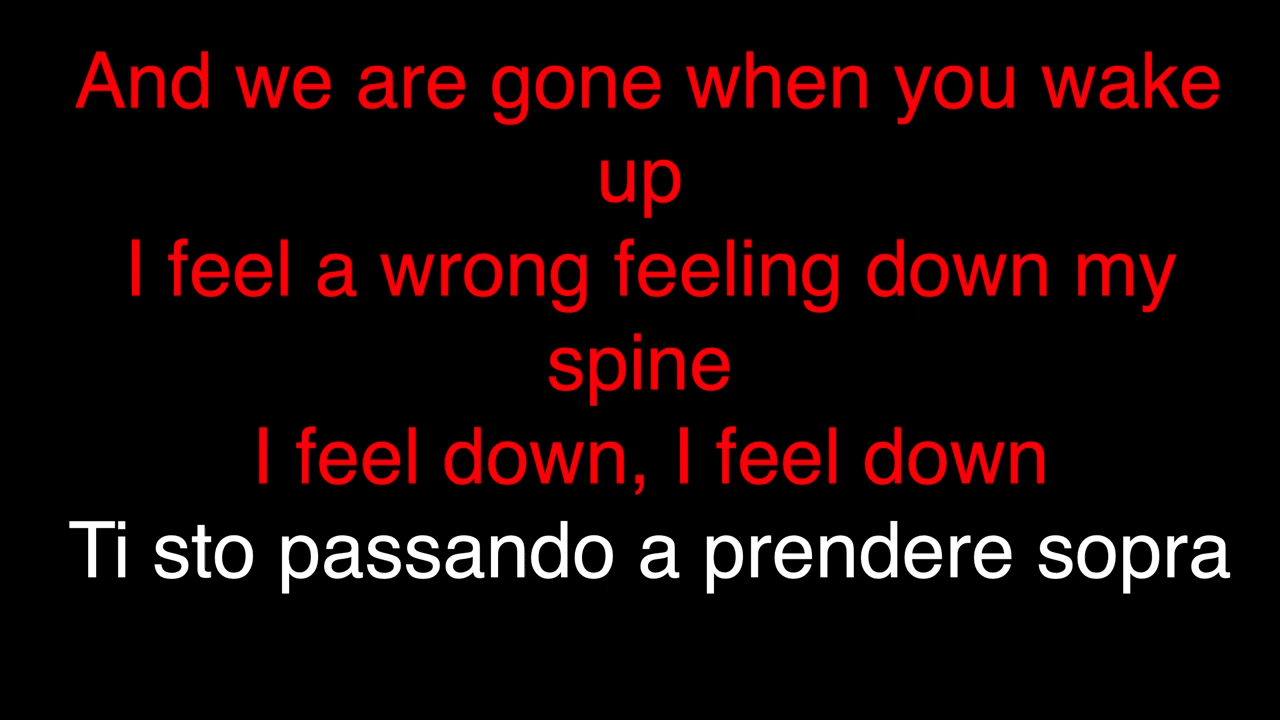 And we are gone when you wake
up
I feel a wrong feeling down my
spine
I feel down, I feel down
Ti sto passando a prendere sopra